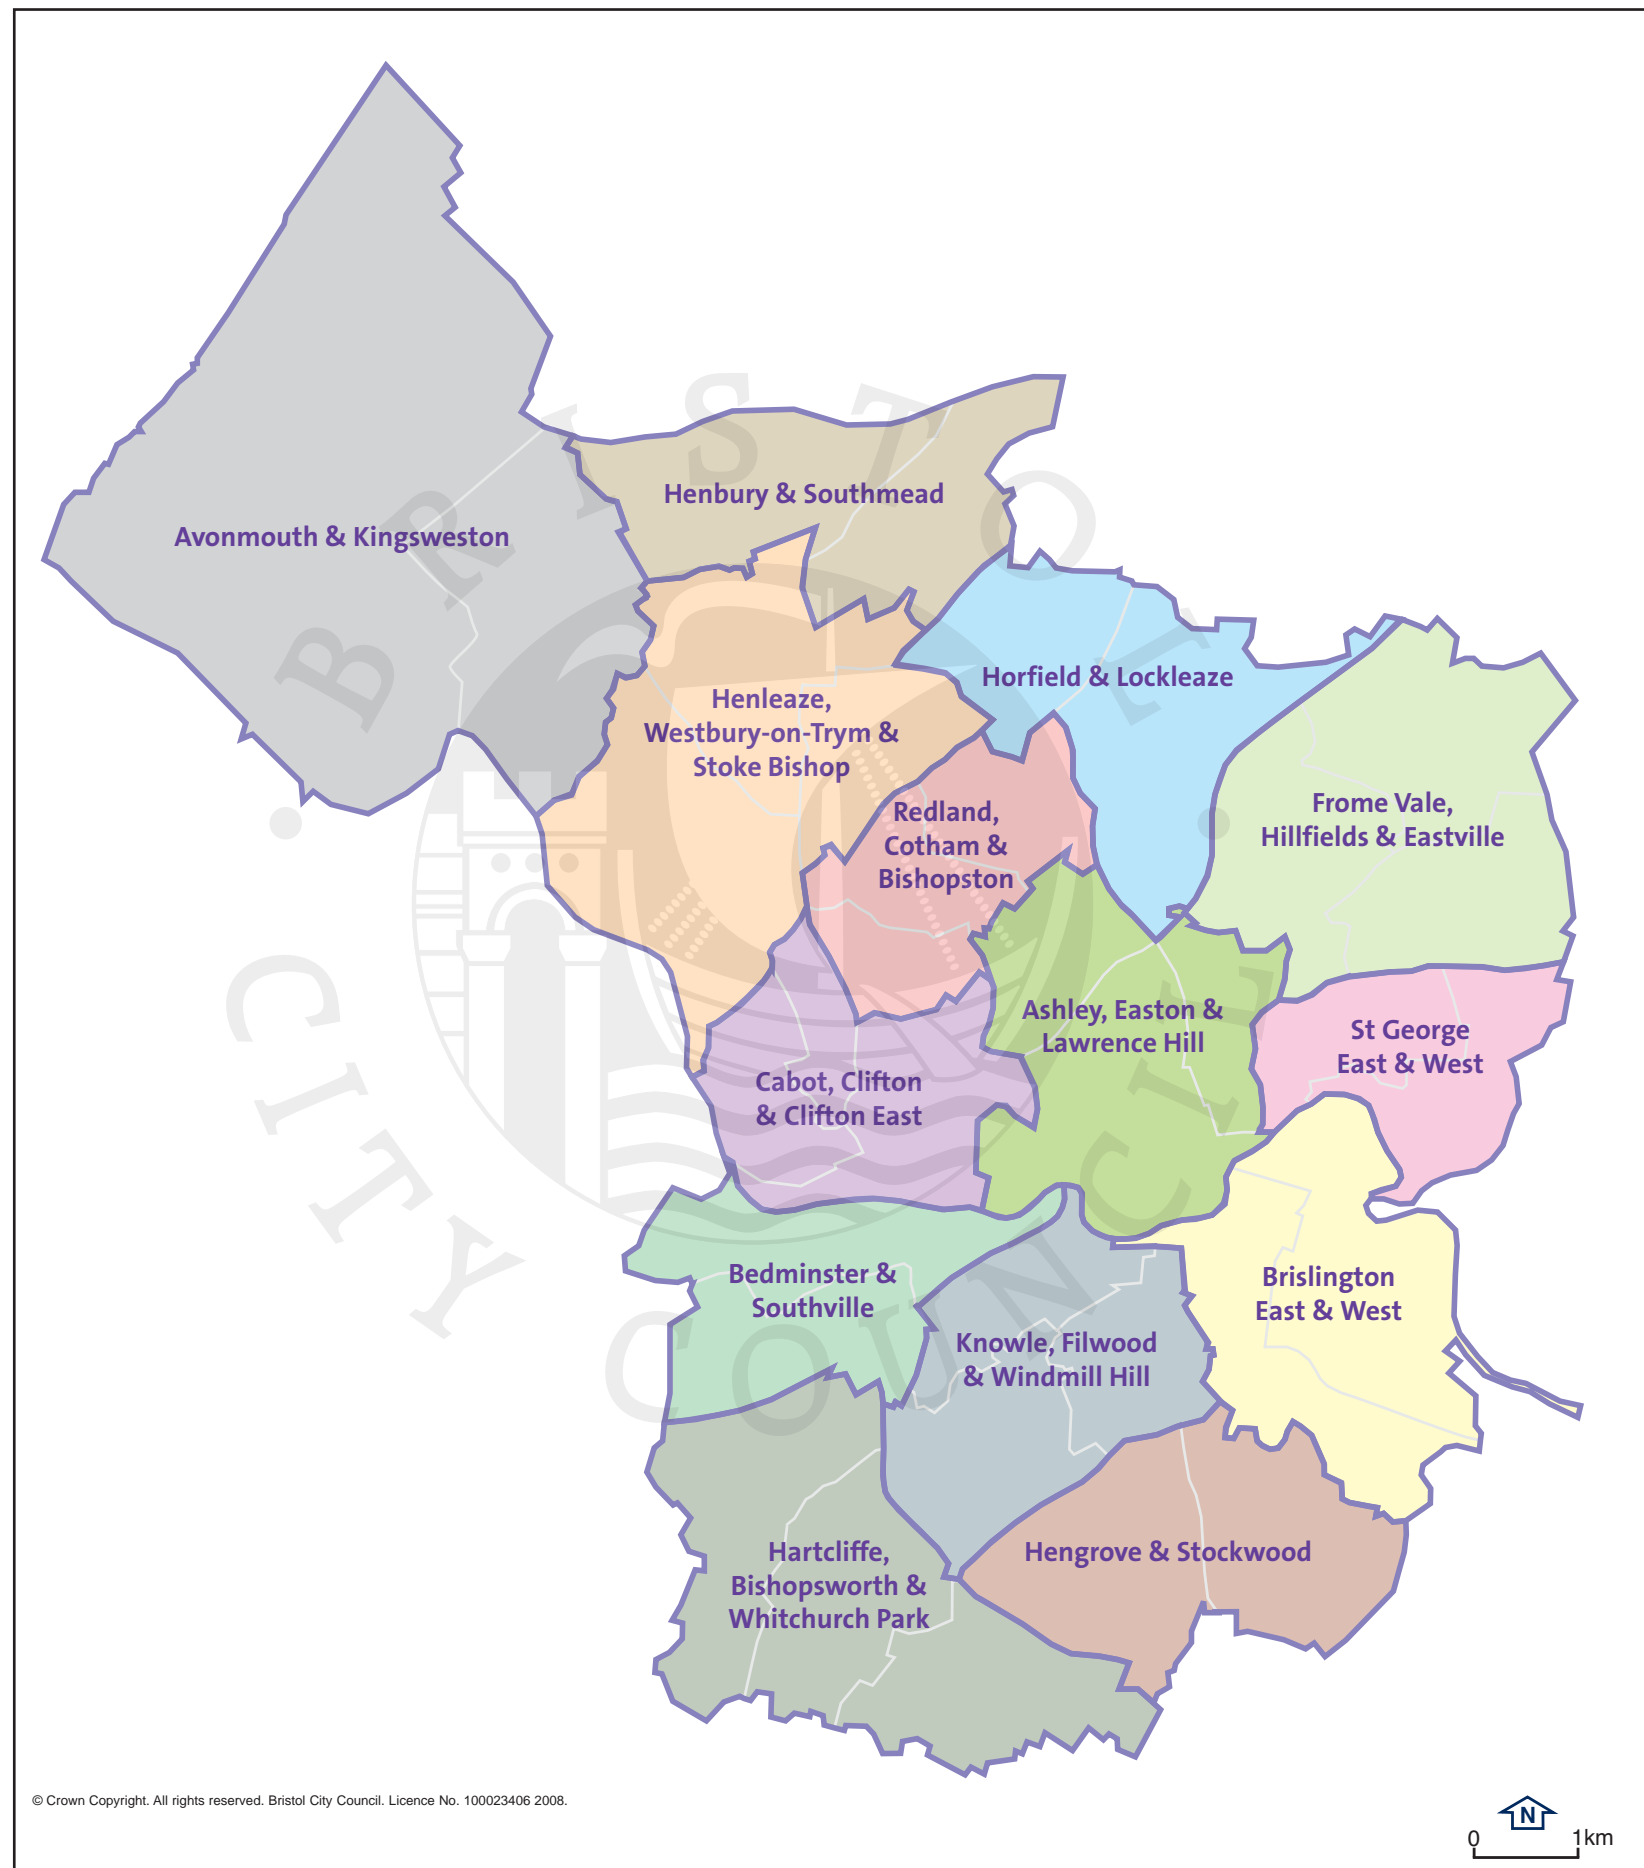 Henbury & Southmead
Avonmouth & Kingsweston
Horfield & Lockleaze
Henleaze,
Westbury-on-Trym &
Stoke Bishop
Redland,
Cotham &
Bishopston
Frome Vale,
Hillfields & Eastville
Ashley, Easton &
Lawrence Hill
St George
East & West
Cabot, Clifton
& Clifton East
Bedminster &
Southville
Brislington
East & West
Knowle, Filwood
& Windmill Hill
Hengrove & Stockwood
Hartcliffe,
Bishopsworth &
Whitchurch Park
· BRISTOL ·
CITY COUNCIL
© Crown Copyright. All rights reserved. Bristol City Council. Licence No. 100023406 2008.
N
0 1km